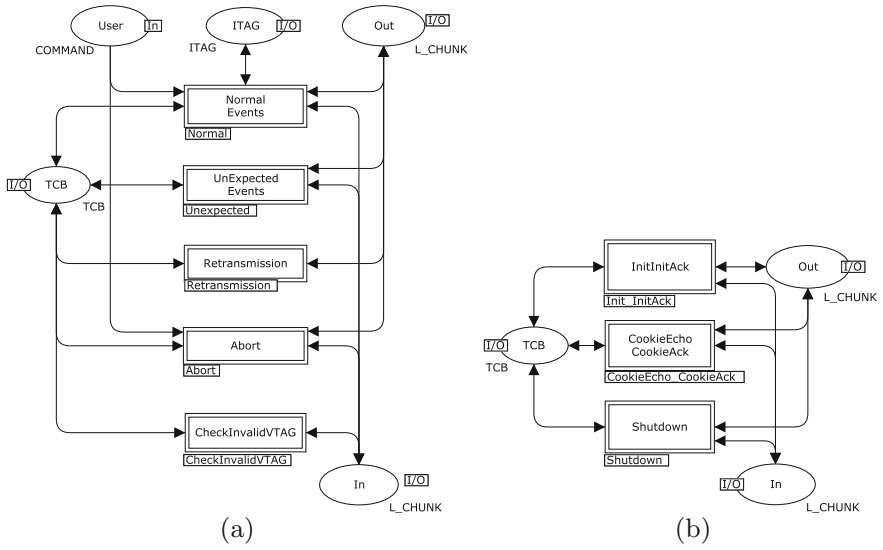 User
In
ITAG
I/O
Out
I/O
COMMAND
ITAG
L_CHUNK
Normal
Events
Normal
I/O
TCB
TCB
UnExpected
Events
Unexpected
Retransmission
Retransmission
Abort
Abort
CheckInvalidVTAG
CheckInvalidVTAG
In
I/O
L_CHUNK
(a)
InitInitAck
Init_InitAck
Out
I/O
L_CHUNK
I/O
TCB
TCB
CookieEcho
CookieAck
CookieEcho_CookieAck
Shutdown
Shutdown
I/O
In
L_CHUNK
(b)